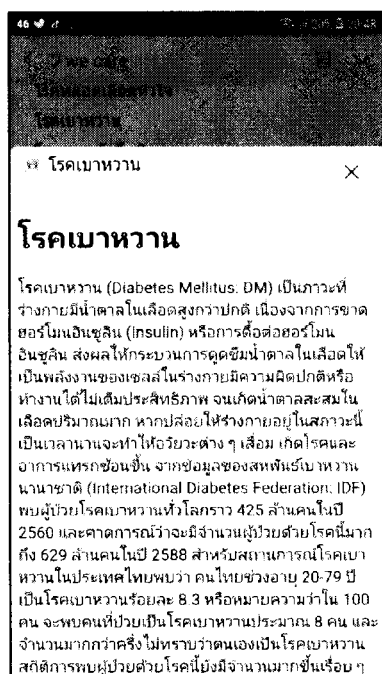 46
we care
โรคเบาหวาน
โรคเบาหวาน
โรคเบาหวาน
โรคเบาหวาน (Diabetes Mellitus: DM) เป็นภาวะที่
ร่างกายมีน้ำตาลในเลือดสูงกว่าปกติ เนื่องจากการขาด
ฮอร์โมนอินซูลิน (Insulin) หรือการดื้อต่อฮอร์โมน
อินซูลิน ส่งผลให้กระบวนการดูดซึมน้ำตาลในเลือดให้
เป็นพลังงานของเซลล์ในร่างกายมีความผิดปกติหรือ
ทำงานได้ไม่เต็มประสิทธิภาพ จนเกิดน้ำตาลสะสมใน
เลือดปริมาณมาก หากปล่อยให้ร่างกายอยู่ในสภาวะนี้
เป็นเวลานานจะทำให้อวัยวะต่าง ๆ เสื่อม เกิดโรคและ
อาการแทรกซ้อนขึ้น จากข้อมูลของสหพันธ์เบาหวาน
นานาชาติ (International Diabetes Federation: IDF)
พบผู้ป่วยโรคเบาหวานทั่วโลกราว 425 ล้านคนในปี
2560 และคาดการณ์ว่าจะมีจำนวนผู้ป่วยด้วยโรคนี้มาก
ถึง 629 ล้านคนในปี 2588 สำหรับสถานการณ์โรคเบา
หวานในประเทศไทยพบว่า คนไทยช่วงอายุ 20-79 ปี
เป็นโรคเบาหวานร้อยละ 8.3 หรือหมายความว่าใน 100
คน จะพบคนที่ป่วยเป็นโรคเบาหวานประมาณ 8 คน และ
จำนวนมากกว่าครึ่งไม่ทราบว่าตนเองเป็นโรคเบาหวาน
สถิติการพบผู้ป่วยด้วยโรคนี้ยังมีจำนวนมากขึ้นเรื่อย ๆ